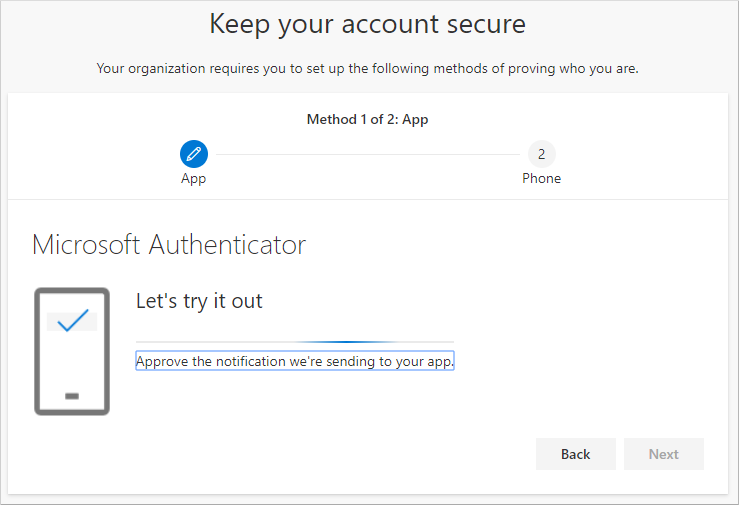 Keep your account secure
Your organization requires you to set up the following methods of proving who you are.
Method 1 of 2: App
2
App
Phone
Microsoft Authenticator
Let's try it out
Approve the notification we're sending to your app.
Back
Next